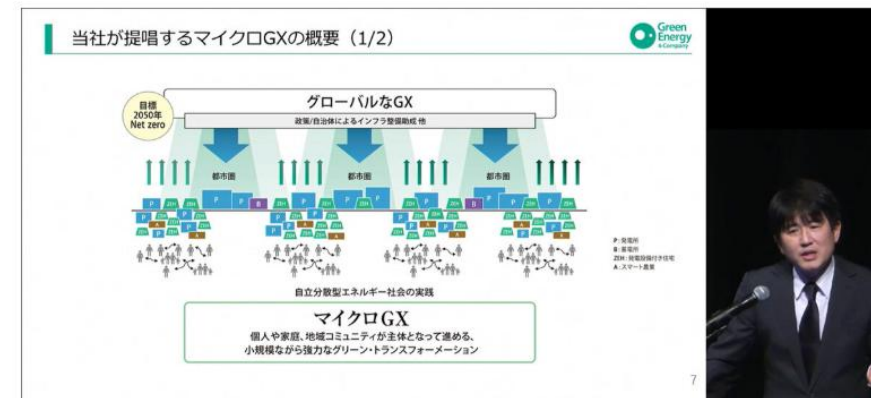 当社が提唱するマイクロGXの概要（1/2）
Green
Energy
& Company
目標
2050年
Net zero
グローバルなGX
政策/自治体によるインフラ整備助成 他
都市圏
都市圏
都市圏
P : 発電所
B : 蓄電所
ZEH : 発電設備付き住宅
A : スマート農業
自立分散型エネルギー社会の実践
マイクロGX
個人や家庭、地域コミュニティが主体となって進める、
小規模ながら強力なグリーン・トランスフォーメーション
7